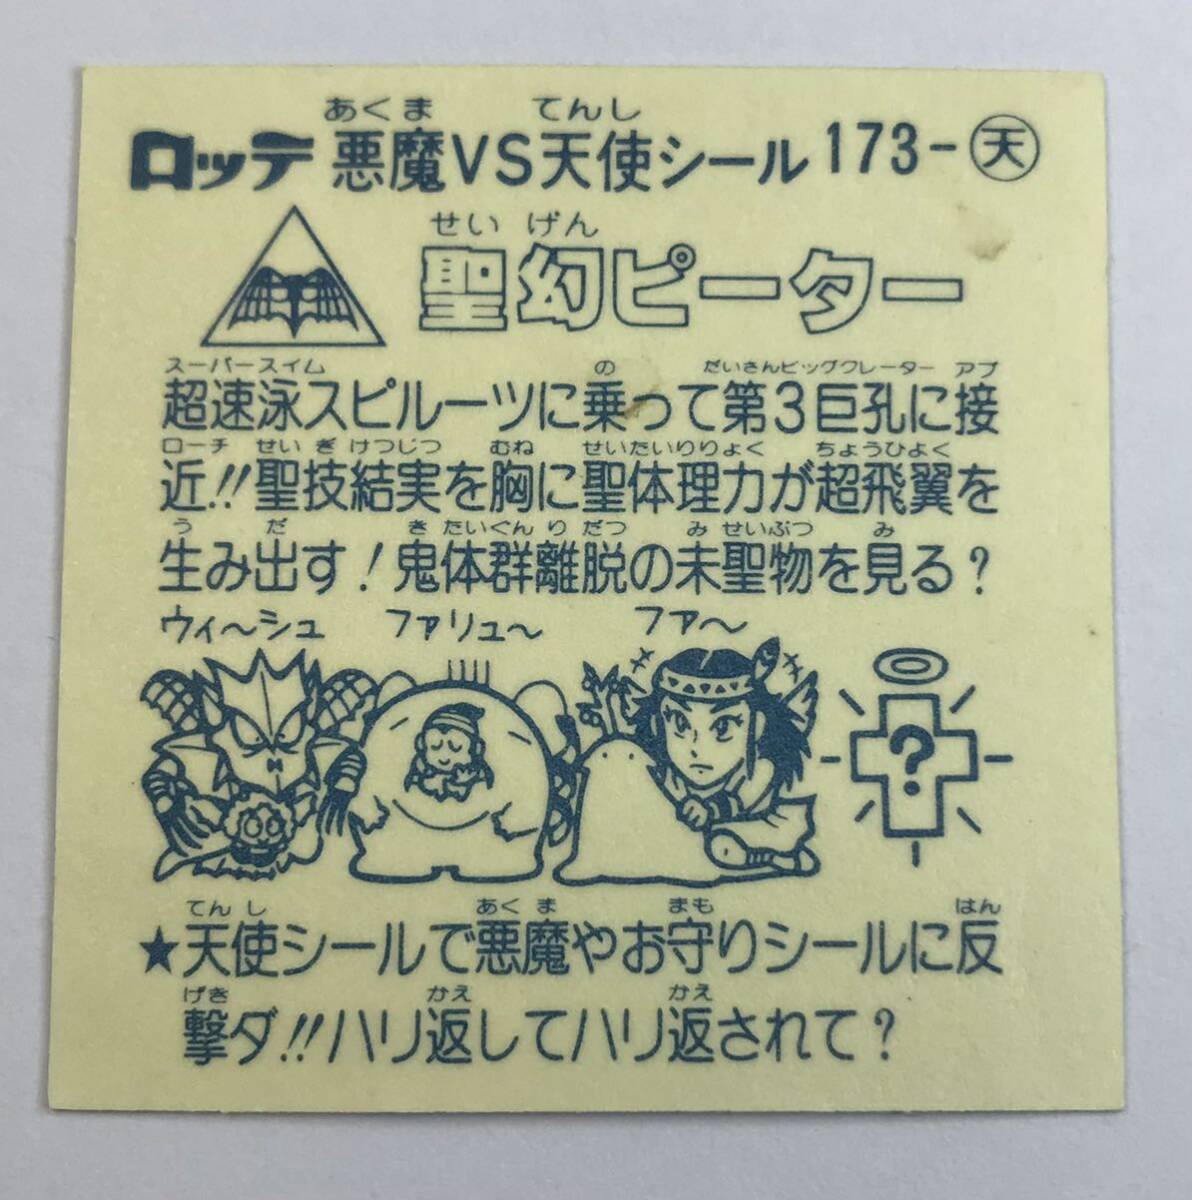 あくま てんし
ロッテ 悪魔VS天使シール 173-天
せい げん
聖幻ピーター
スーパースイム の だいさんビッグクレーター アプ
超速泳スピルーツに乗って第3巨孔に接
ローチ せい ぎ けつじつ むね せいたいりりょく ちょうひよく
近!!聖技結実を胸に聖体理力が超飛翼を
う だ き たいぐん り だつ み せいぶつ み
生み出す!鬼体群離脱の未聖物を見る?
ウィ〜シュ ファリュ〜 ファ〜
?
てん し あく ま まも はん
★天使シールで悪魔やお守りシールに反
げき かえ かえ
撃ダ!!ハリ返してハリ返されて?